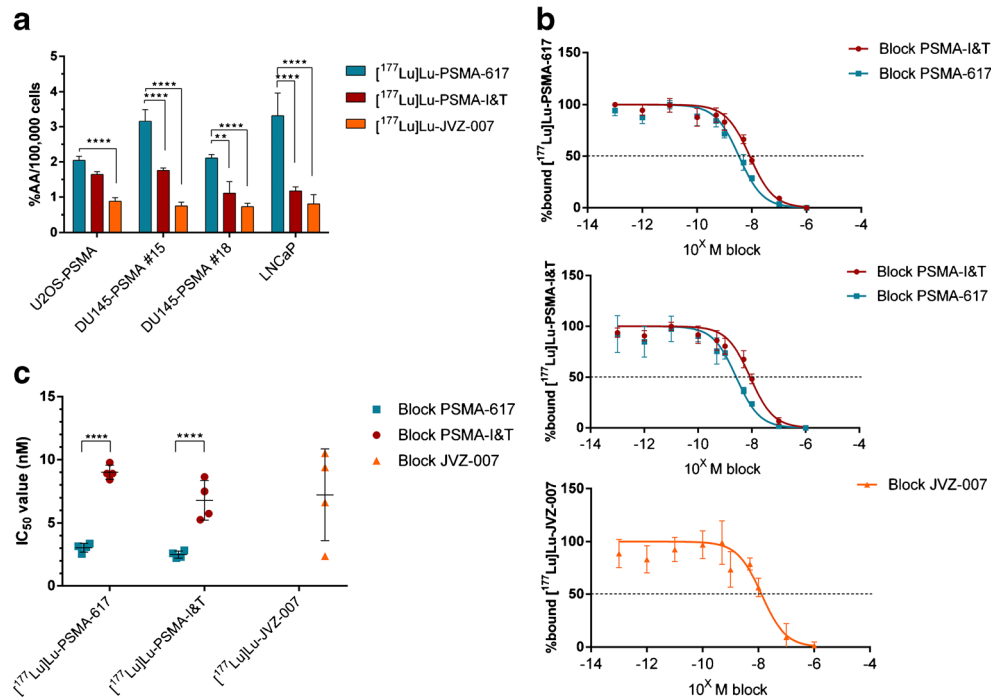 a
%AA/100,000 cells
5
4
3
2
1
0
****
****
****
****
**
****
****
U2OS-PSMA
DU145-PSMA #15
DU145-PSMA #18
LNCaP
[¹⁷⁷Lu]Lu-PSMA-617
[¹⁷⁷Lu]Lu-PSMA-I&T
[¹⁷⁷Lu]Lu-JVZ-007
b
%bound [¹⁷⁷Lu]Lu-PSMA-617
150
100
50
0
-14 -12 -10 -8 -6 -4
10ˣ M block
Block PSMA-I&T
Block PSMA-617
%bound [¹⁷⁷Lu]Lu-PSMA-I&T
150
100
50
0
-14 -12 -10 -8 -6 -4
10ˣ M block
Block PSMA-I&T
Block PSMA-617
%bound [¹⁷⁷Lu]Lu-JVZ-007
150
100
50
0
-14 -12 -10 -8 -6 -4
10ˣ M block
Block JVZ-007
c
IC₅₀ value (nM)
15
10
5
0
****
****
[¹⁷⁷Lu]Lu-PSMA-617
[¹⁷⁷Lu]Lu-PSMA-I&T
[¹⁷⁷Lu]Lu-JVZ-007
Block PSMA-617
Block PSMA-I&T
Block JVZ-007